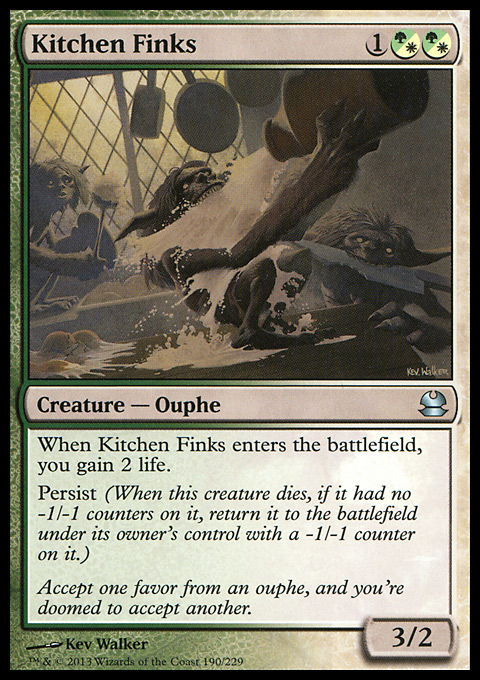 Kitchen Finks 1
KEV. WALKER
Creature — Ouphe
When Kitchen Finks enters the battlefield,
you gain 2 life.
Persist (When this creature dies, if it had no
-1/-1 counters on it, return it to the battlefield
under its owner's control with a -1/-1 counter
on it.)
Accept one favor from an ouphe, and you're
doomed to accept another.
3/2
Kev Walker
™ & © 2013 Wizards of the Coast 190/229